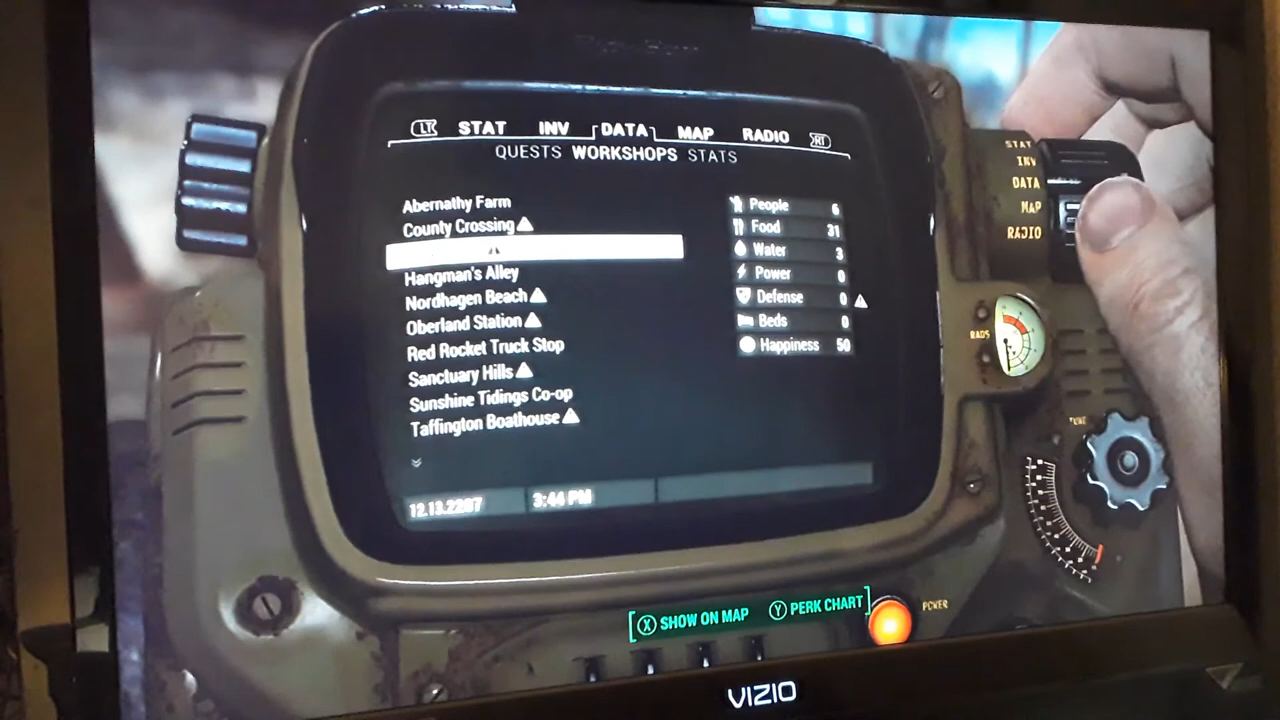 LT STAT INV DATA MAP RADIO RT
QUESTS WORKSHOPS STATS
Abernathy Farm
County Crossing
Hangman's Alley
Nordhagen Beach
Oberland Station
Red Rocket Truck Stop
Sanctuary Hills
Sunshine Tidings Co-op
Taffington Boathouse
People 6
Food 31
Water 3
Power 0
Defense 0
Beds 0
Happiness 50
12.13.2287 3:44 PM
STAT
INV
DATA
MAP
RADIO
RADS
TUNE
X SHOW ON MAP Y PERK CHART
POWER
VIZIO